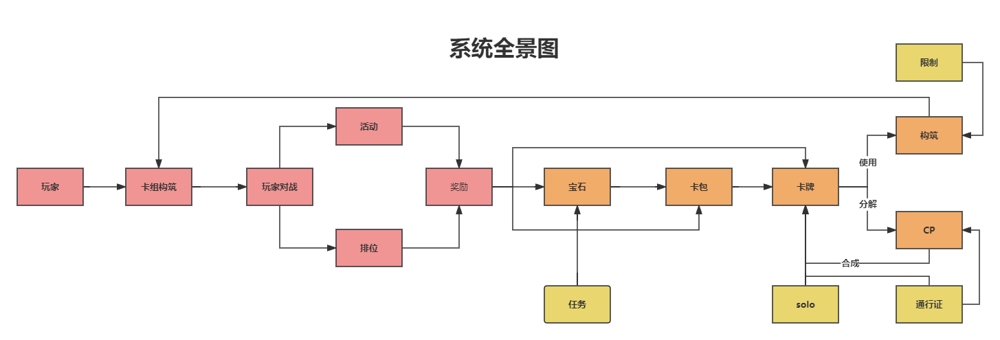 系统全景图
限制
活动
构筑
使用
玩家
卡组构筑
玩家对战
奖励
宝石
卡包
卡牌
分解
CP
排位
合成
任务
solo
通行证